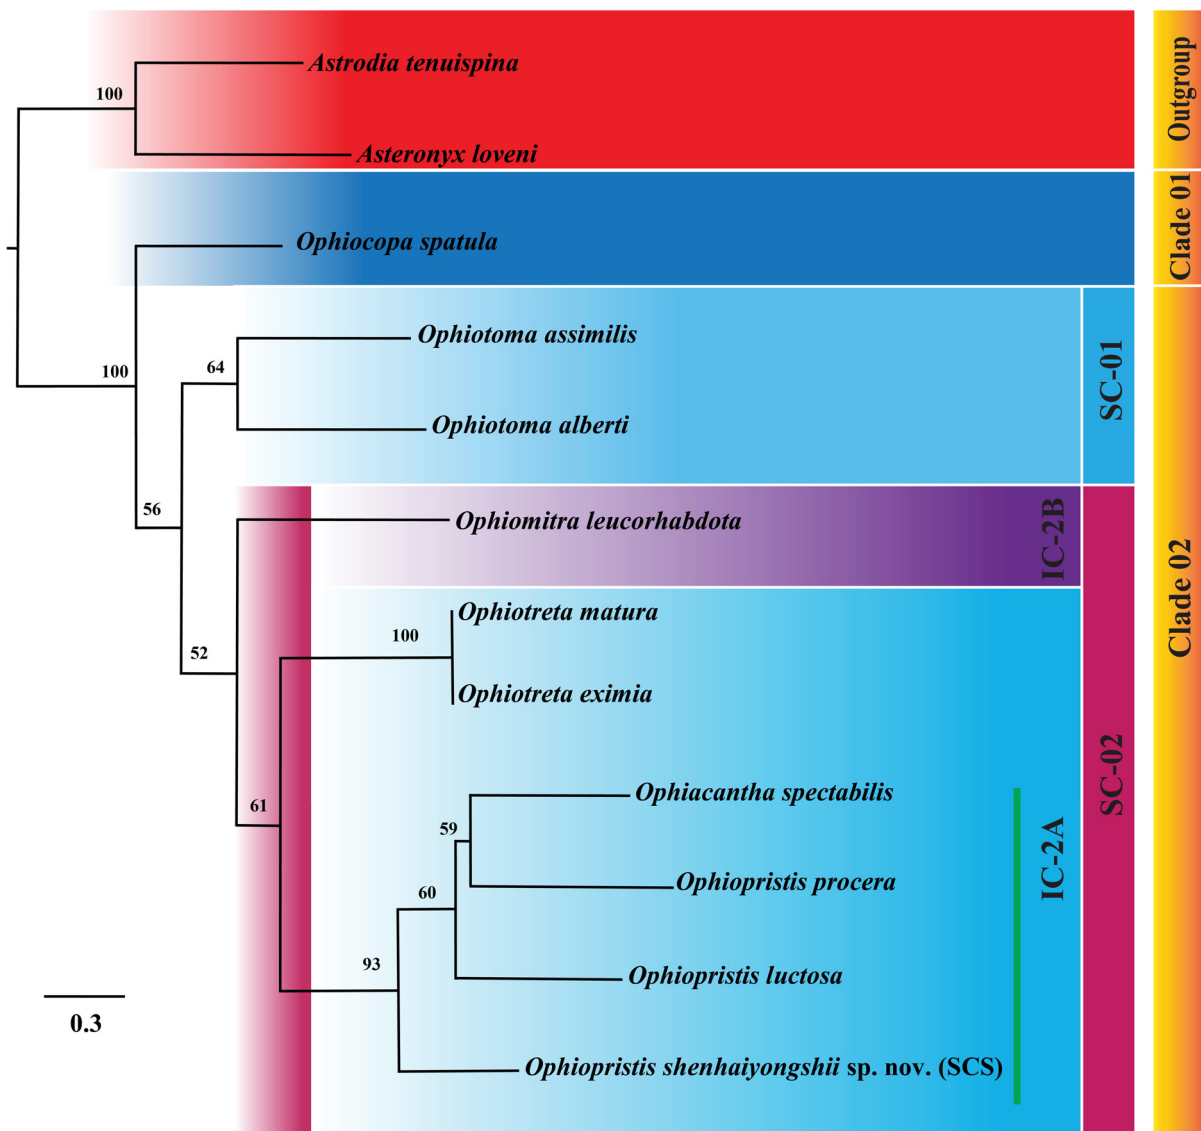 Astrodia tenuispina
100
Asteronyx loveni
Outgroup
Ophiocopa spatula
Clade 01
100
Ophiotoma assimilis
64
Ophiotoma alberti
SC-01
56
Ophiomitra leucorhabdota
IC-2B
Clade 02
52
Ophiotreta matura
100
Ophiotreta eximia
SC-02
61
Ophiacantha spectabilis
59
Ophiopristis procera
IC-2A
60
Ophiopristis luctosa
93
0.3
Ophiopristis shenhaiyongshii sp. nov. (SCS)